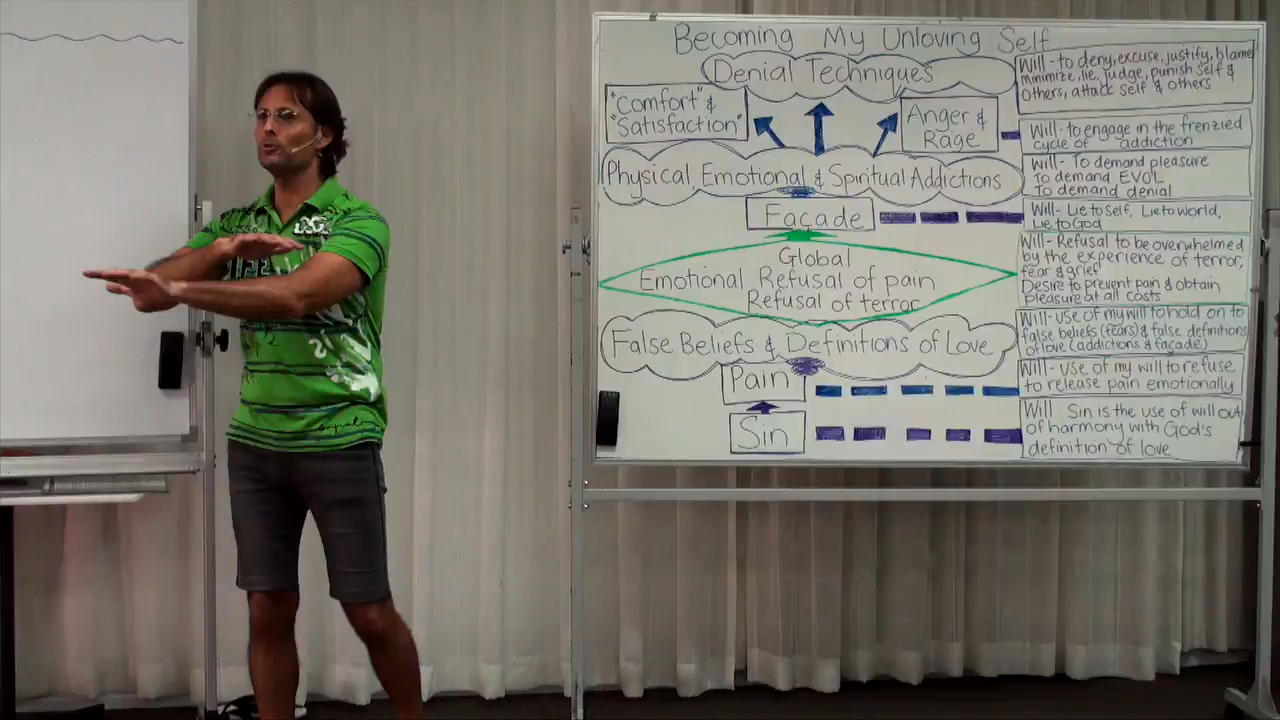 Becoming My Unloving Self
Denial Techniques
"Comfort" &
"Satisfaction"
Anger &
Rage
Physical Emotional & Spiritual Addictions
Façade
Global
Emotional Refusal of pain
Refusal of terror
False Beliefs & Definitions of Love
Pain
Sin
Will - to deny, excuse, justify, blame
minimize, lie, judge, punish self &
others, attack self & others
Will - to engage in the frenzied
cycle of addiction
Will - To demand pleasure
To demand EVOL
To demand denial
Will - Lie to Self, Lie to world,
Lie to God
Will - Refusal to be overwhelmed
by the experience of terror,
fear & grief
Desire to prevent pain & obtain
pleasure at all costs
Will - use of my will to hold on to
false beliefs (fears) & false definitions
of love (addictions & façade)
Will - use of my will to refuse
to release pain emotionally
Will - Sin is the use of will out
of harmony with God's
definition of love